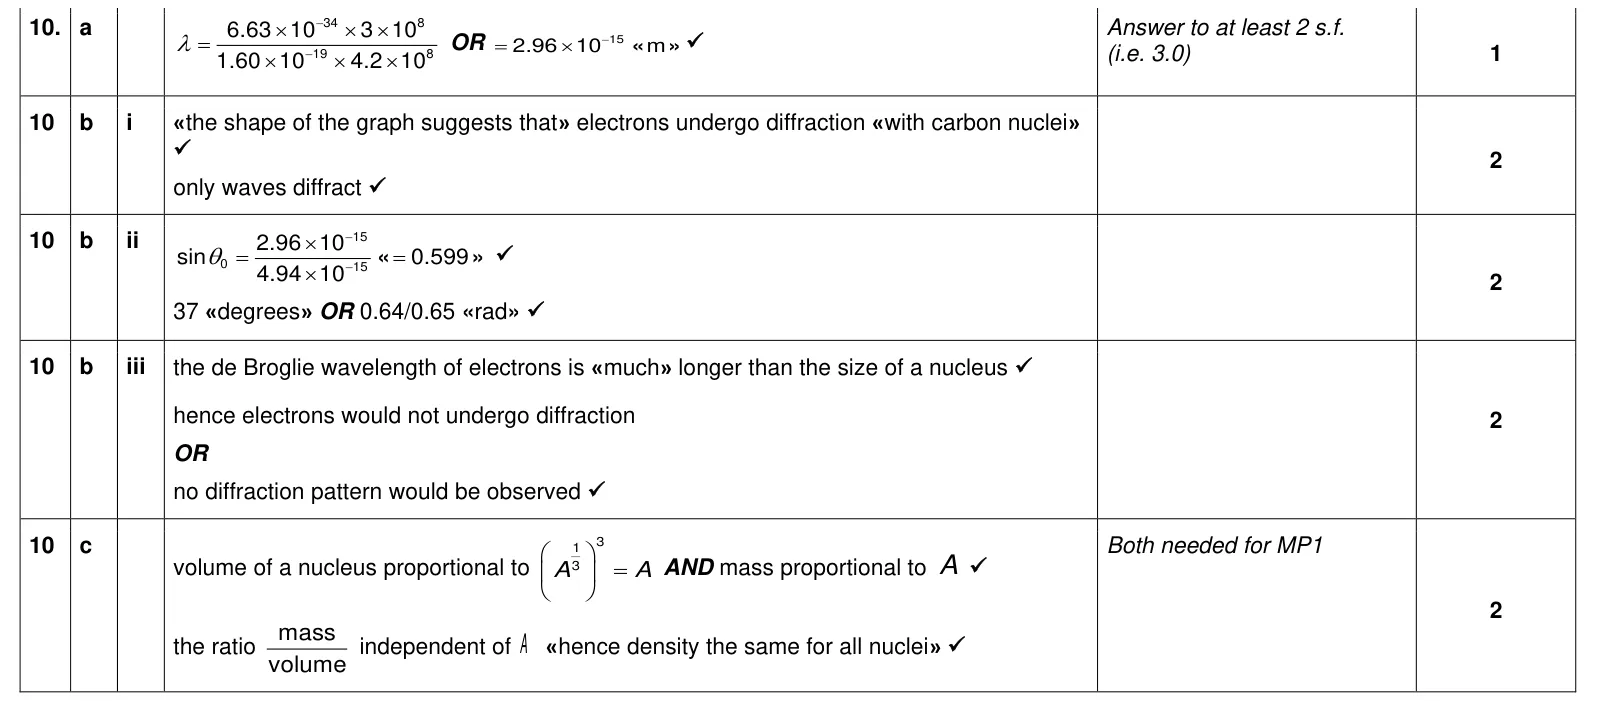 10. a λ = (6.63 × 10⁻³⁴ × 3 × 10⁸) / (1.60 × 10⁻¹⁹ × 4.2 × 10⁸) OR = 2.96 × 10⁻¹⁵ «m» ✓ Answer to at least 2 s.f.
(i.e. 3.0) 1
10 b i «the shape of the graph suggests that» electrons undergo diffraction «with carbon nuclei»
✓
only waves diffract ✓ 2
10 b ii sin θ₀ = (2.96 × 10⁻¹⁵) / (4.94 × 10⁻¹⁵) « = 0.599 » ✓
37 «degrees» OR 0.64/0.65 «rad» ✓ 2
10 b iii the de Broglie wavelength of electrons is «much» longer than the size of a nucleus ✓
hence electrons would not undergo diffraction 2
OR
no diffraction pattern would be observed ✓
10 c volume of a nucleus proportional to (A^(1/3))³ = A AND mass proportional to A ✓ Both needed for MP1
2
the ratio mass/volume independent of A «hence density the same for all nuclei» ✓